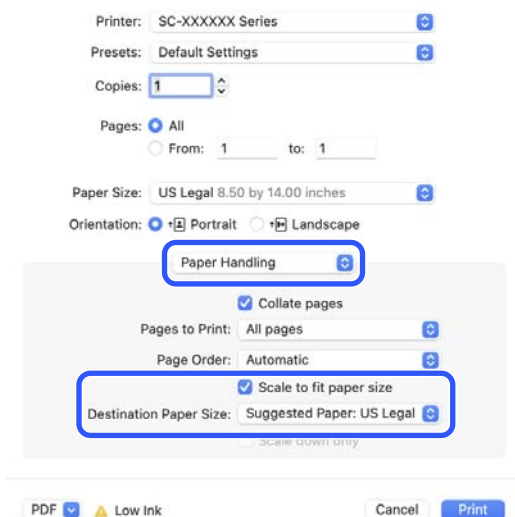 Printer: SC-XXXXXX Series
Presets: Default Settings
Copies: 1
Pages: All
From: 1 to: 1
Paper Size: US Legal 8.50 by 14.00 inches
Orientation: Portrait Landscape
Paper Handling
Collate pages
Pages to Print: All pages
Page Order: Automatic
Scale to fit paper size
Destination Paper Size: Suggested Paper: US Legal
Scale down only
PDF Low Ink Cancel Print